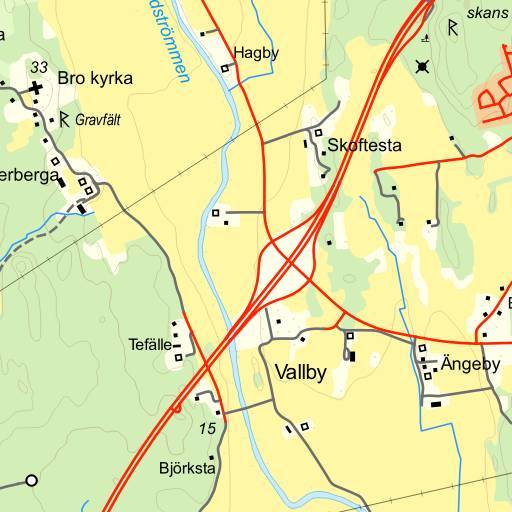 skans
dströmmen
Hagby
33
Bro kyrka
Gravfält
Skoftesta
erberga
Tefälle
Vallby
Ängeby
15
Björksta